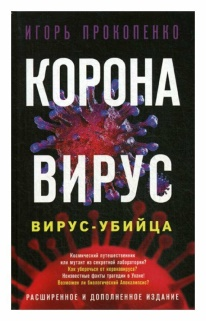 ИГОРЬ ПРОКОПЕНКО
КОРОНА
ВИРУС
ВИРУС-УБИЙЦА
Космический путешественник
или мутант из секретной лаборатории?
Как уберечься от коронавируса?
Неизвестные факты трагедии в Ухане!
Возможен ли биологический Апокалипсис?
РАСШИРЕННОЕ И ДОПОЛНЕННОЕ ИЗДАНИЕ